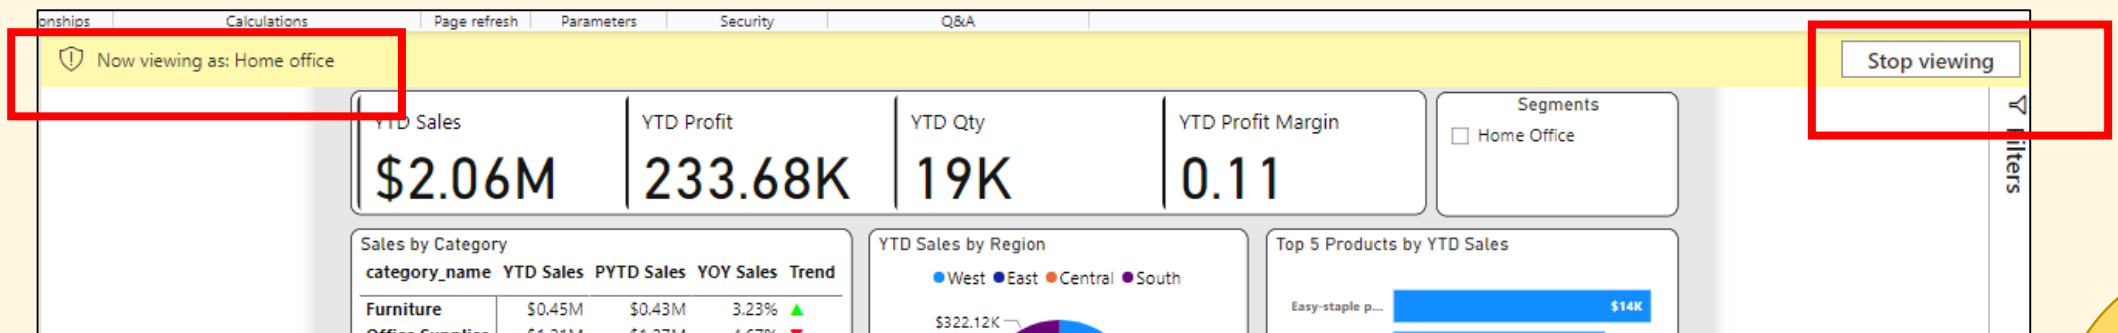 onships Calculations Page refresh Parameters Security Q&A
Now viewing as: Home office
Stop viewing
YTD Sales YTD Profit YTD Qty YTD Profit Margin
$2.06M 233.68K 19K 0.11
Segments
Home Office
Filters
Sales by Category
category_name YTD Sales PYTD Sales YOY Sales Trend
Furniture $0.45M $0.43M 3.23%
YTD Sales by Region
West East Central South
$322.12K
Top 5 Products by YTD Sales
Easy-staple p... $14K